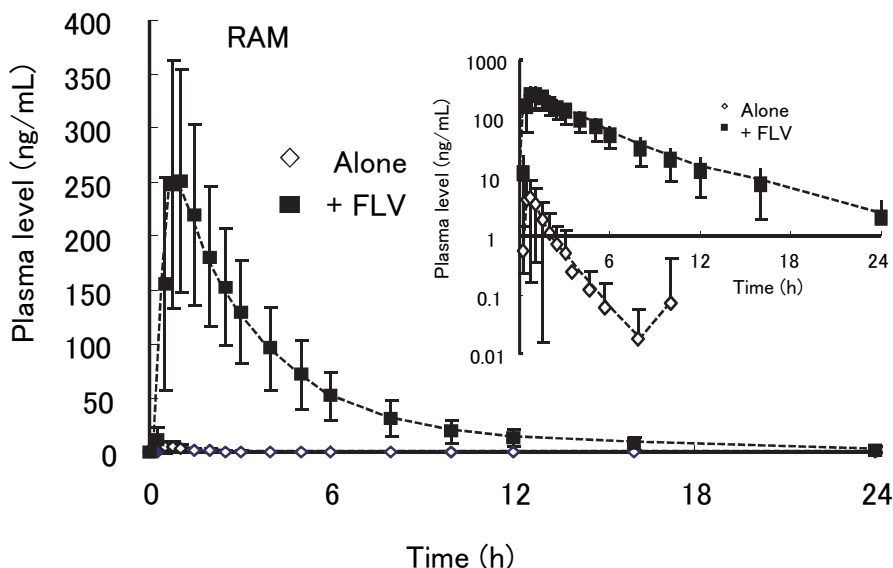 RAM
Plasma level (ng/mL)
400
350
300
250
200
150
100
50
0
0 6 12 18 24
Time (h)
Alone
+ FLV
Plasma level (ng/mL)
1000
100
10
1
0.1
0.01
6 12 18 24
Time (h)
Alone
+ FLV